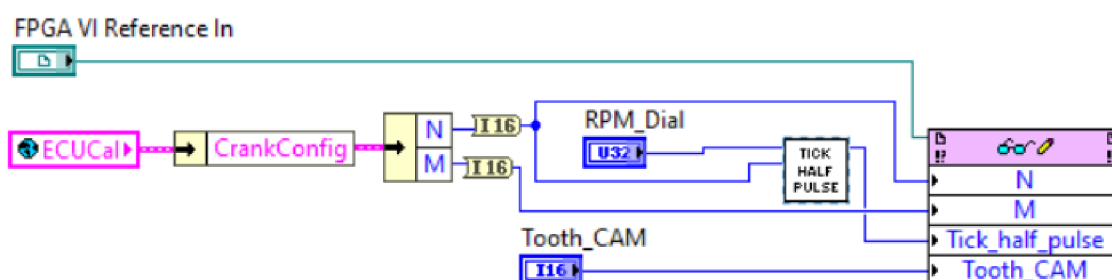 FPGA VI Reference In
ECUCal
CrankConfig
N
M
I16
I16
RPM_Dial
U32
TICK
HALF
PULSE
Tooth_CAM
I16
!?
N
M
Tick_half_pulse
Tooth_CAM